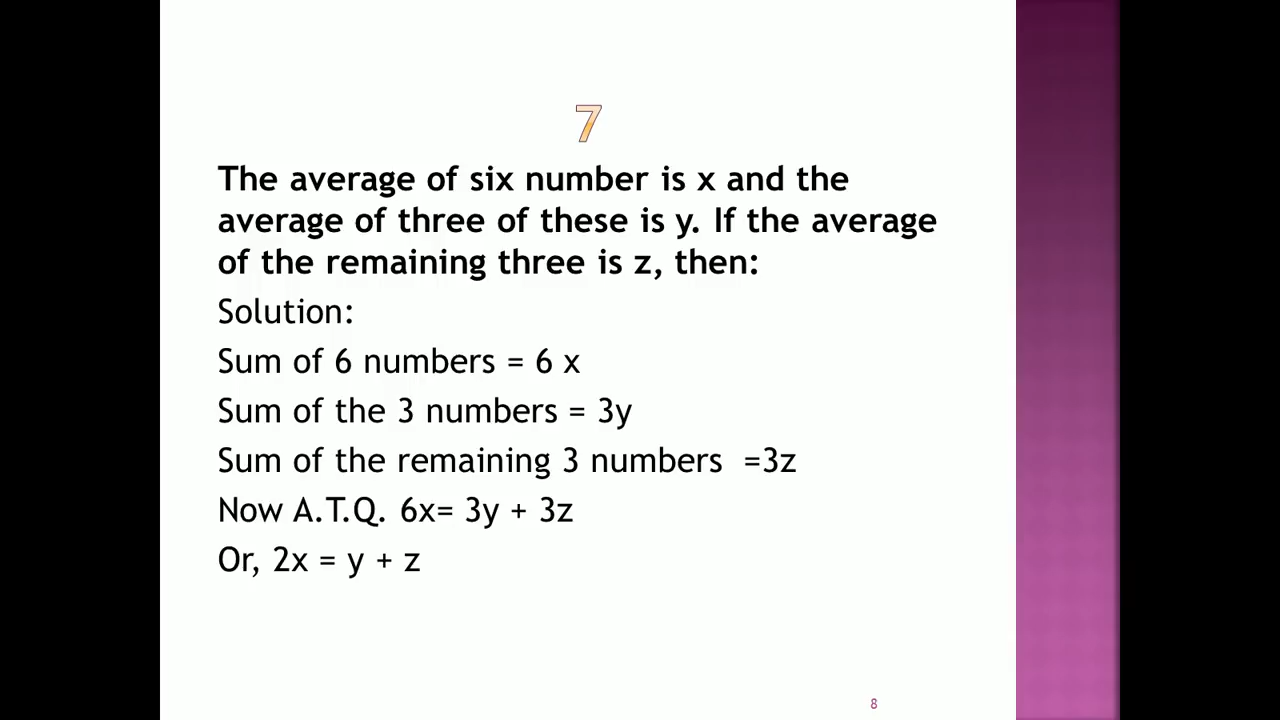 7
The average of six number is x and the
average of three of these is y. If the average
of the remaining three is z, then:
Solution:
Sum of 6 numbers = 6 x
Sum of the 3 numbers = 3y
Sum of the remaining 3 numbers  =3z
Now A.T.Q. 6x= 3y + 3z
Or, 2x = y + z
8